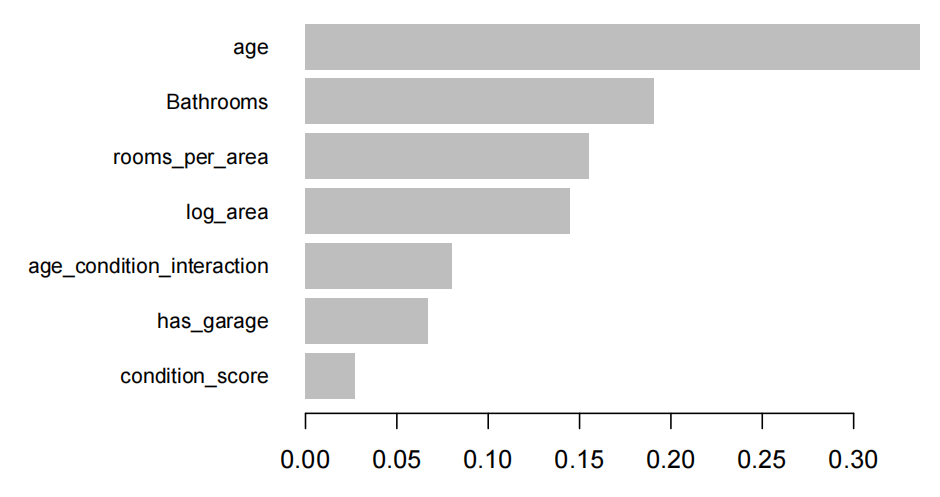 age
Bathrooms
rooms_per_area
log_area
age_condition_interaction
has_garage
condition_score
0.00 0.05 0.10 0.15 0.20 0.25 0.30